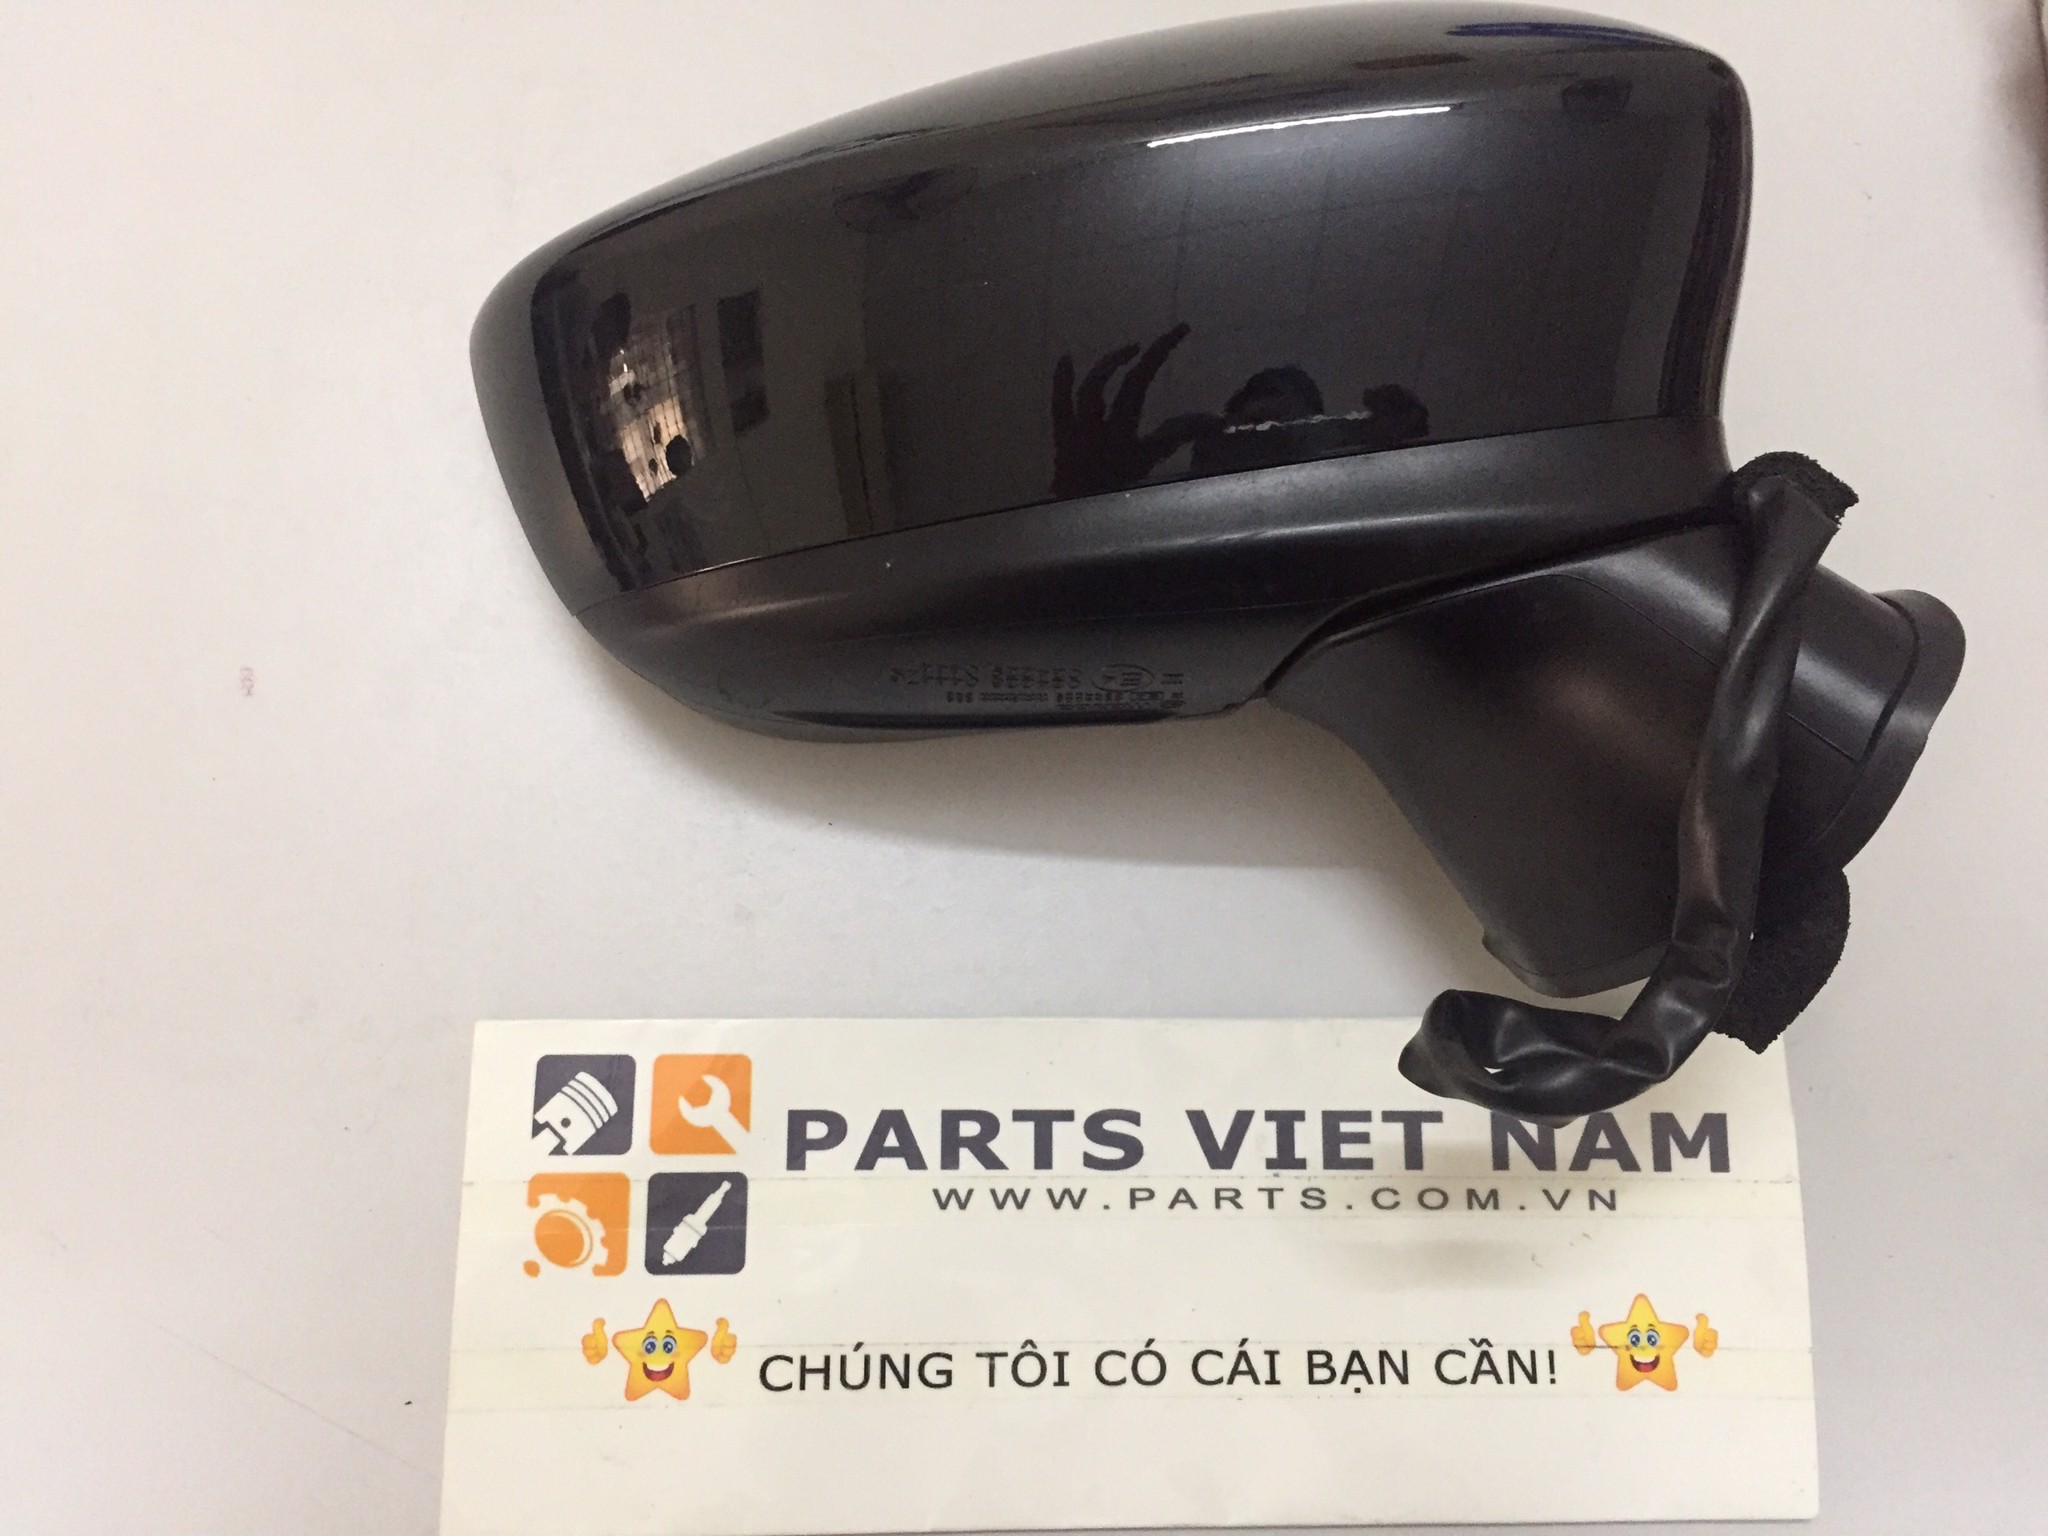 PARTS VIET NAM
WWW.PARTS.COM.VN
CHÚNG TÔI CÓ CÁI BẠN CẦN!